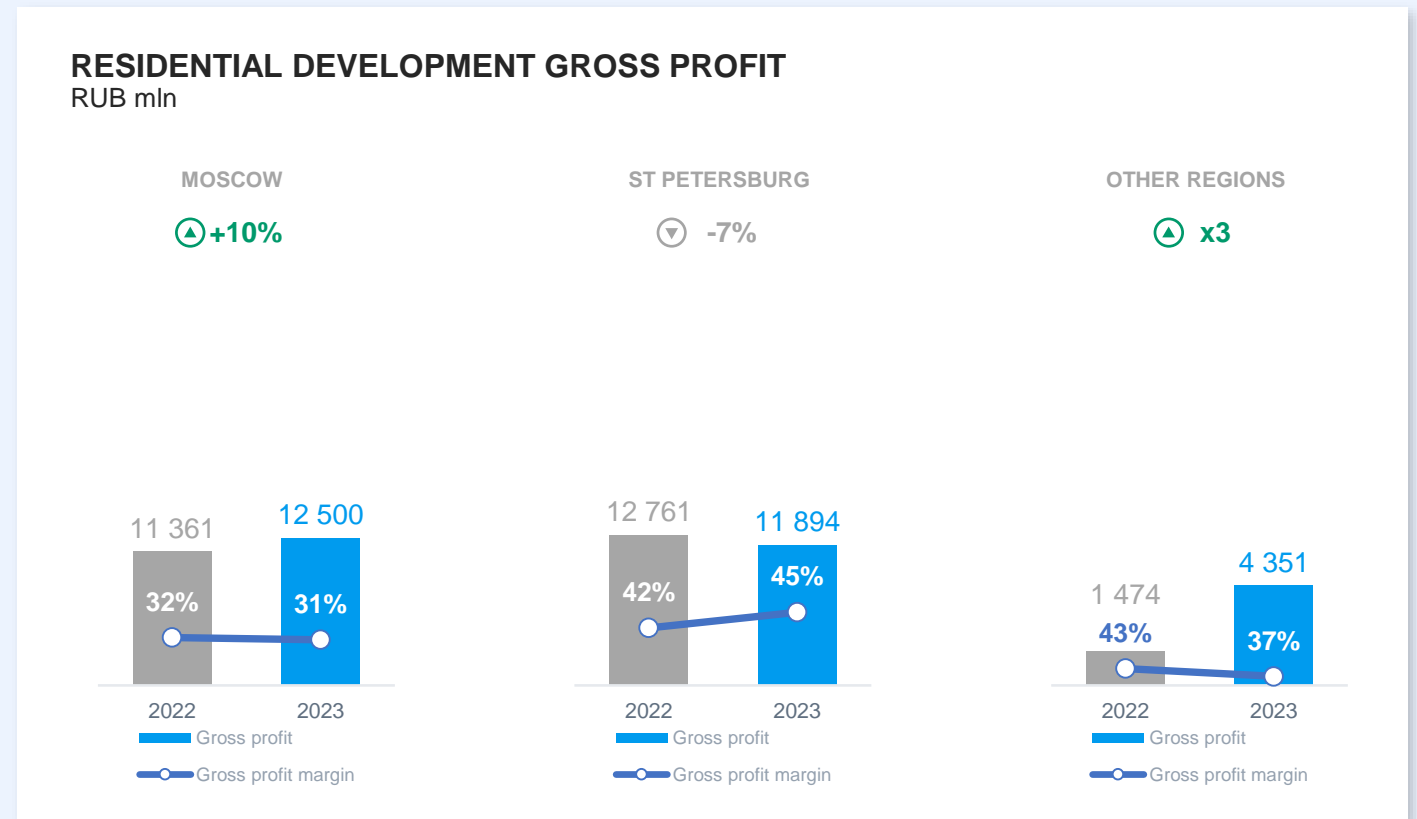 RESIDENTIAL DEVELOPMENT GROSS PROFIT
RUB mln
MOSCOW
+10%
11 361
12 500
32%
31%
2022
2023
Gross profit
Gross profit margin
ST PETERSBURG
-7%
12 761
11 894
42%
45%
2022
2023
Gross profit
Gross profit margin
OTHER REGIONS
x3
1 474
4 351
43%
37%
2022
2023
Gross profit
Gross profit margin